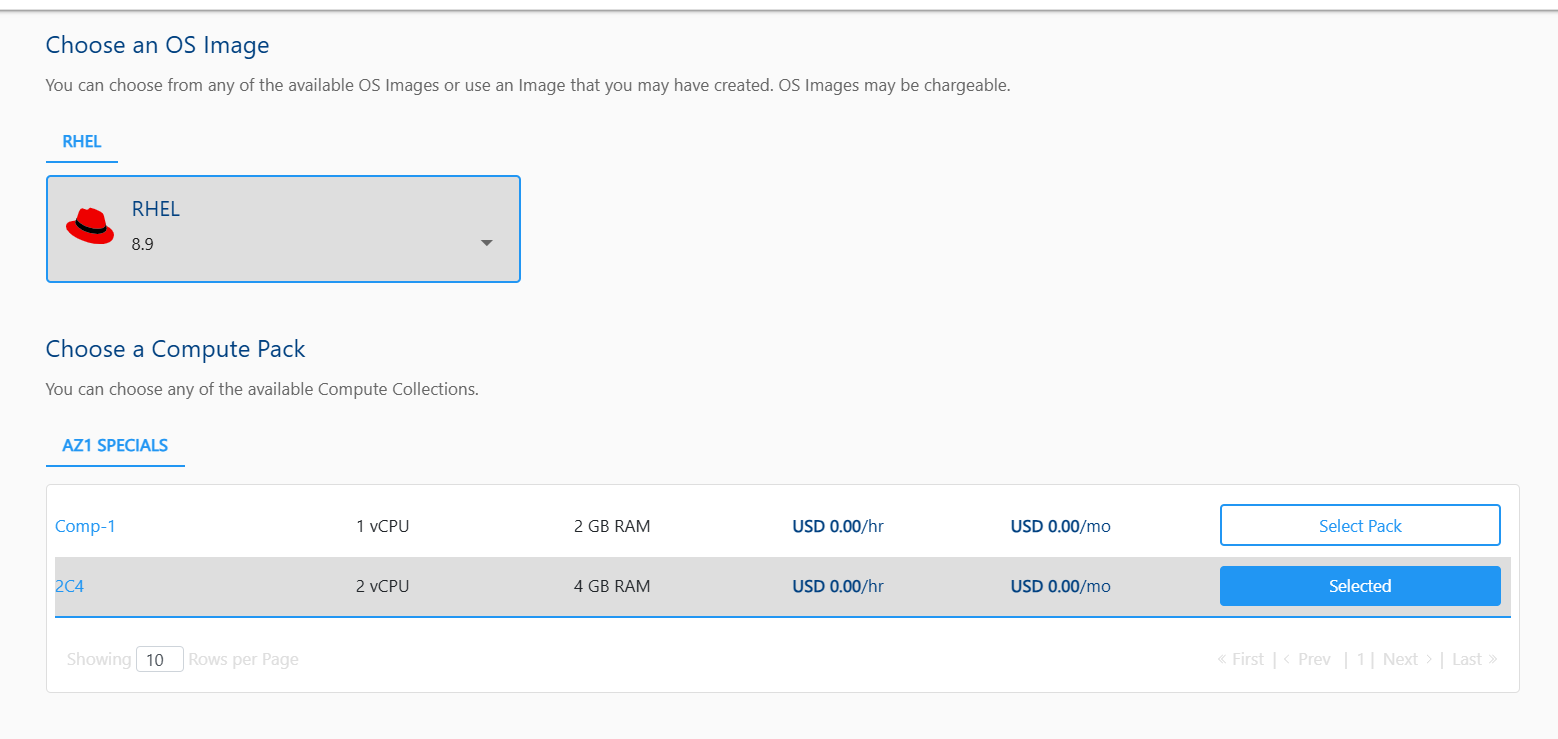 Choose an OS Image
You can choose from any of the available OS Images or use an Image that you may have created. OS Images may be chargeable.
RHEL
RHEL
8.9
Choose a Compute Pack
You can choose any of the available Compute Collections.
AZ1 SPECIALS
Comp-1 1 vCPU 2 GB RAM USD 0.00/hr USD 0.00/mo Select Pack
2C4 2 vCPU 4 GB RAM USD 0.00/hr USD 0.00/mo Selected
Showing 10 Rows per Page « First | ‹ Prev | 1 | Next › | Last »